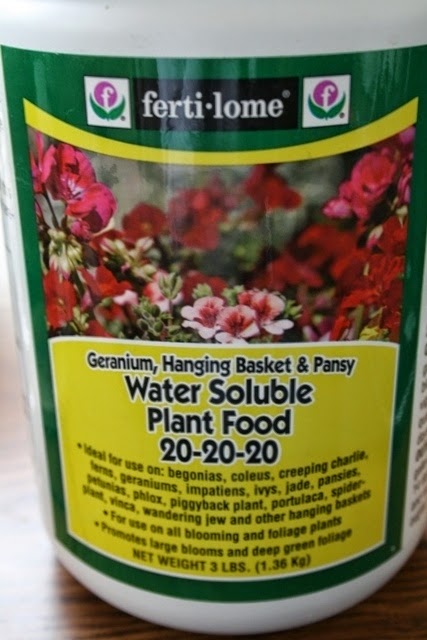 ferti·lome®
Geranium, Hanging Basket & Pansy
Water Soluble
Plant Food
20-20-20
• Ideal for use on: begonias, coleus, creeping charlie,
ferns, geraniums, impatiens, ivys, jade, pansies,
petunias, phlox, piggyback plant, portulaca, spider-
plant, vinca, wandering jew and other hanging baskets
• For use on all blooming and foliage plants
• Promotes large blooms and deep green foliage
NET WEIGHT 3 LBS. (1.36 Kg)